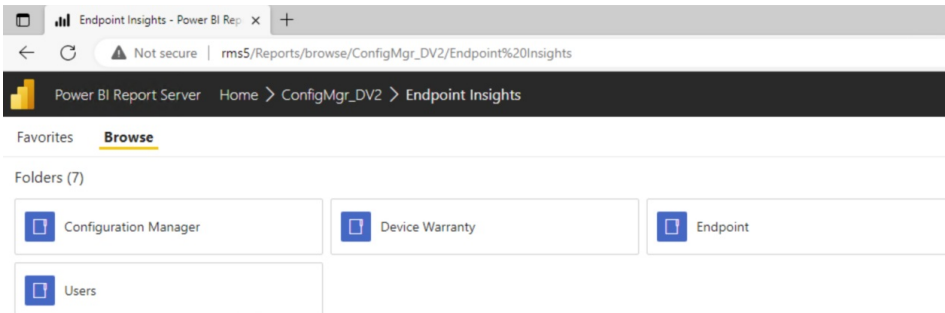 Endpoint Insights - Power BI Rep
Not secure | rms5/Reports/browse/ConfigMgr_DV2/Endpoint%20Insights
Power BI Report Server Home > ConfigMgr_DV2 > Endpoint Insights
Favorites Browse
Folders (7)
Configuration Manager Device Warranty Endpoint
Users